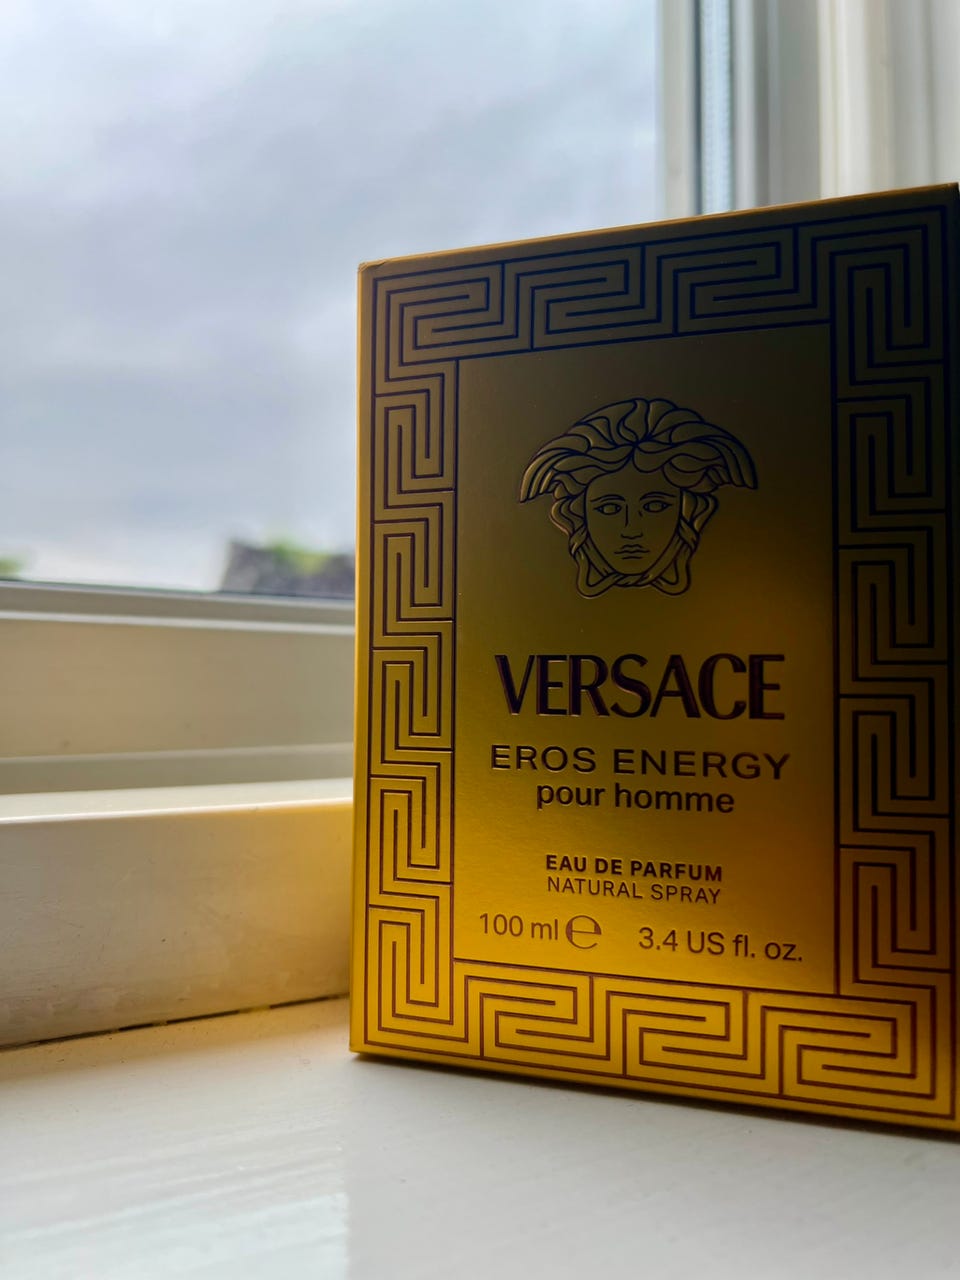 VERSACE
EROS ENERGY
pour homme
EAU DE PARFUM
NATURAL SPRAY
100 ml ℮ 3.4 US fl. oz.